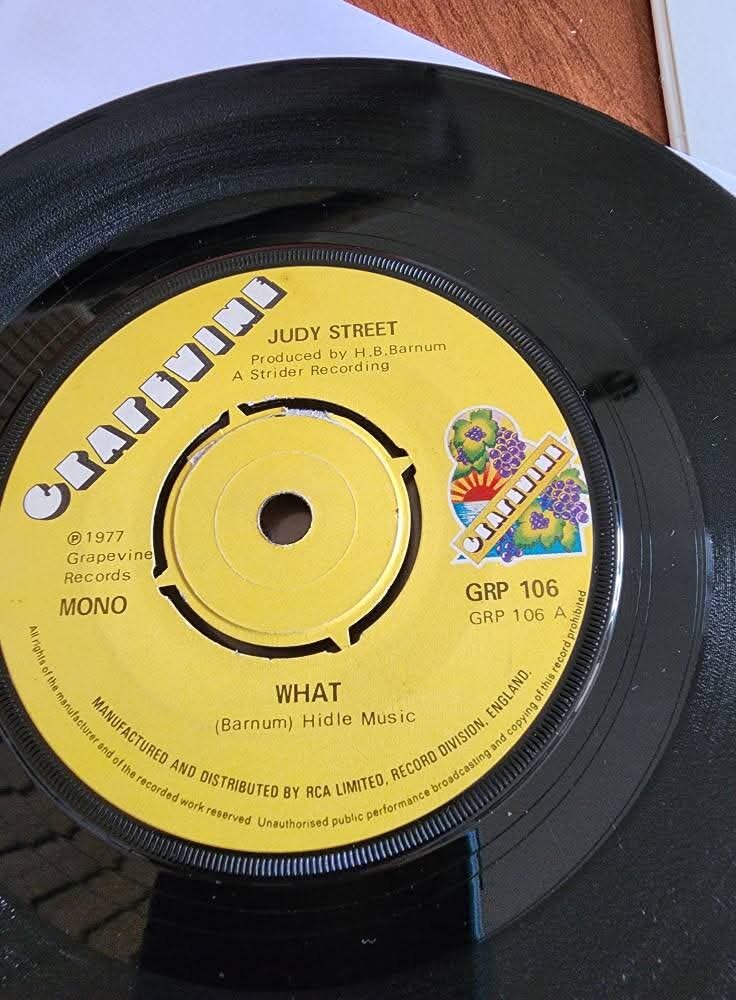 GRAPEVINE
JUDY STREET
Produced by H.B.Barnum
A Strider Recording
GRAPEVINE
℗ 1977
Grapevine
Records
MONO
GRP 106
GRP 106 A
WHAT
(Barnum) Hidle Music
MANUFACTURED AND DISTRIBUTED BY RCA LIMITED, RECORD DIVISION, ENGLAND.
All rights of the manufacturer and of the recorded work reserved Unauthorised public performance broadcasting and copying of this record prohibited